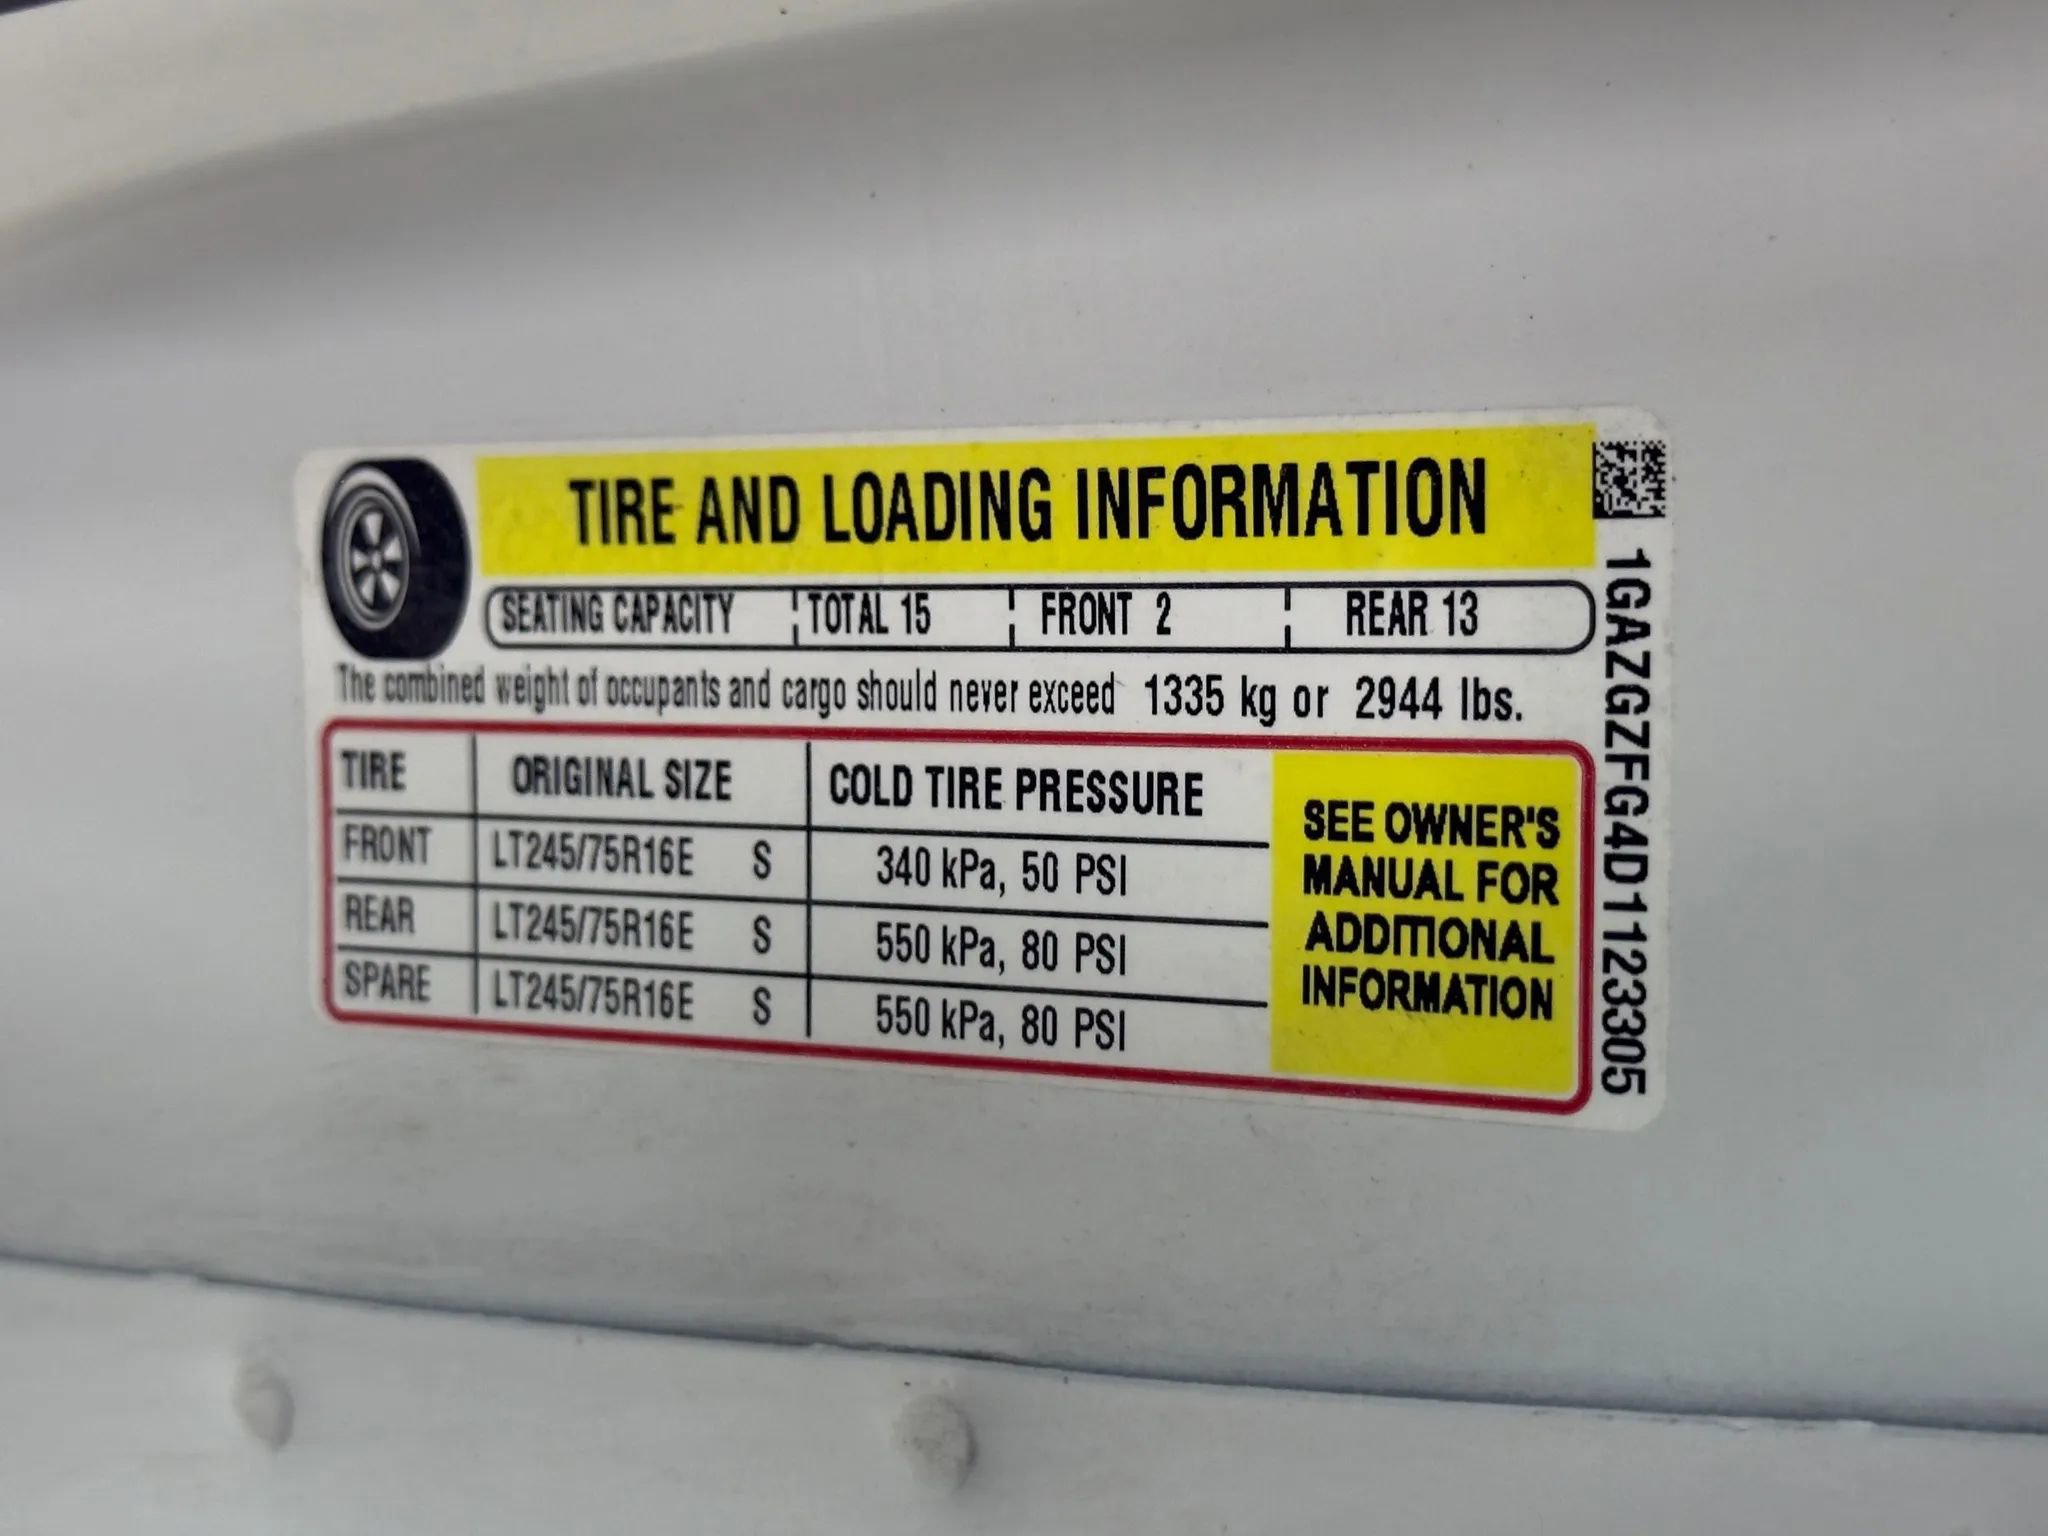 TIRE AND LOADING INFORMATION
SEATING CAPACITY TOTAL 15 FRONT 2 REAR 13
The combined weight of occupants and cargo should never exceed 1335 kg or 2944 lbs.
TIRE ORIGINAL SIZE COLD TIRE PRESSURE
FRONT LT245/75R16E S 340 kPa, 50 PSI
REAR LT245/75R16E S 550 kPa, 80 PSI
SPARE LT245/75R16E S 550 kPa, 80 PSI
SEE OWNER'S
MANUAL FOR
ADDITIONAL
INFORMATION
1GAZGZFG4D1123305